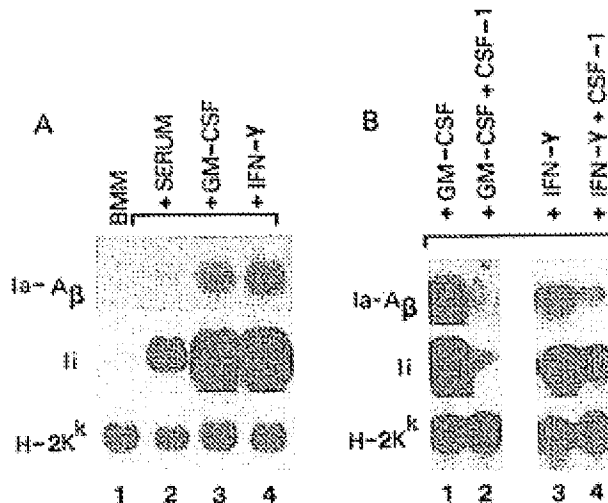 A
BMM
+ SERUM
+ GM-CSF
+ IFN-γ
Ia-Aβ
Ii
H-2Kᵏ
1 2 3 4
B
+ GM-CSF
+ GM-CSF + CSF-1
+ IFN-γ
+ IFN-γ + CSF-1
Ia-Aβ
Ii
H-2Kᵏ
1 2 3 4